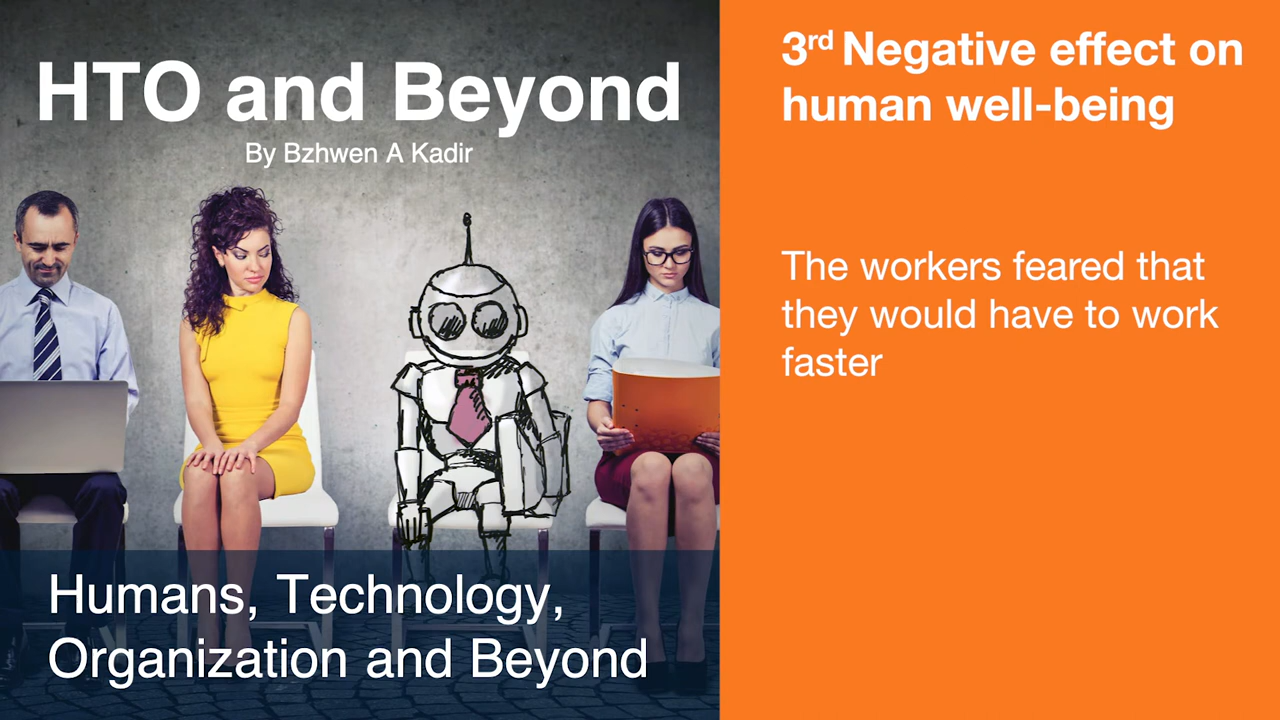 HTO and Beyond
By Bzhwen A Kadir
Humans, Technology,
Organization and Beyond
3rd Negative effect on
human well-being
The workers feared that
they would have to work
faster